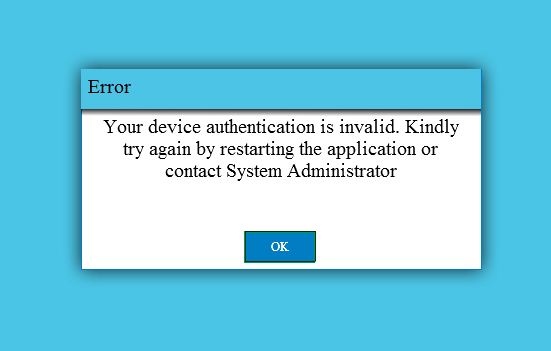 Error
Your device authentication is invalid. Kindly
try again by restarting the application or
contact System Administrator
OK